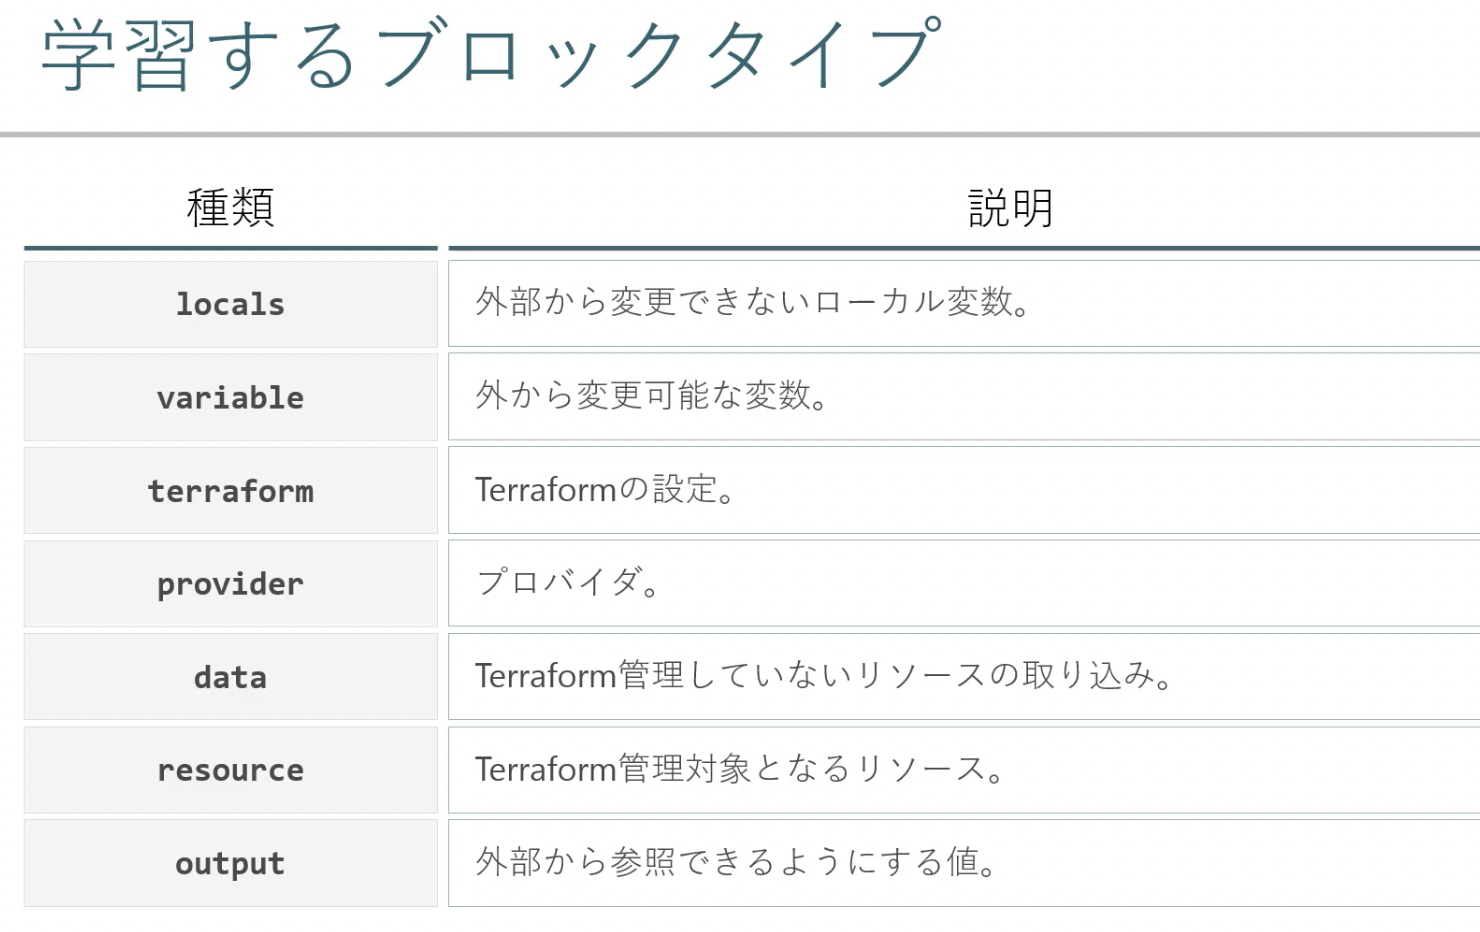 学習するブロックタイプ
種類 説明
locals 外部から変更できないローカル変数。
variable 外から変更可能な変数。
terraform Terraformの設定。
provider プロバイダ。
data Terraform管理していないリソースの取り込み。
resource Terraform管理対象となるリソース。
output 外部から参照できるようにする値。